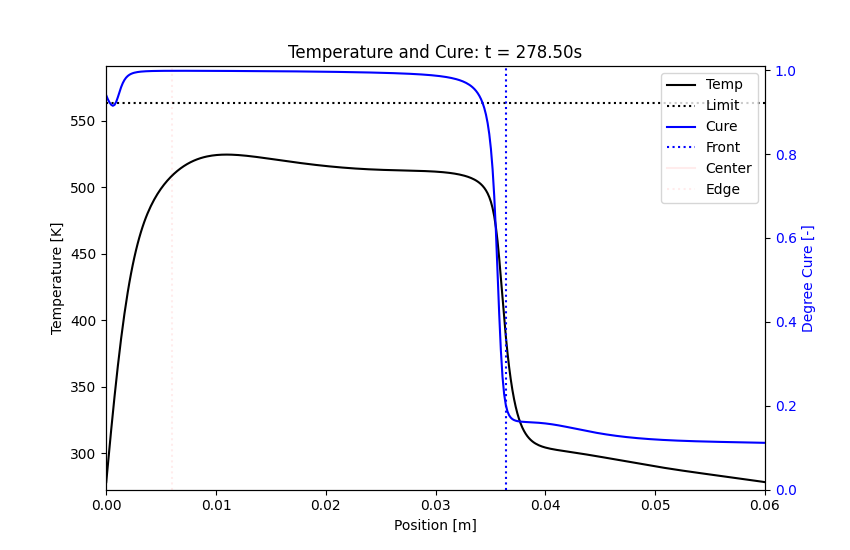 Temperature and Cure: t = 278.50s
Temp
Limit
Cure
Front
Center
Edge
550
500
450
400
350
300
Temperature [K]
1.0
0.8
0.6
0.4
0.2
0.0
Degree Cure [-]
0.00
0.01
0.02
0.03
0.04
0.05
0.06
Position [m]